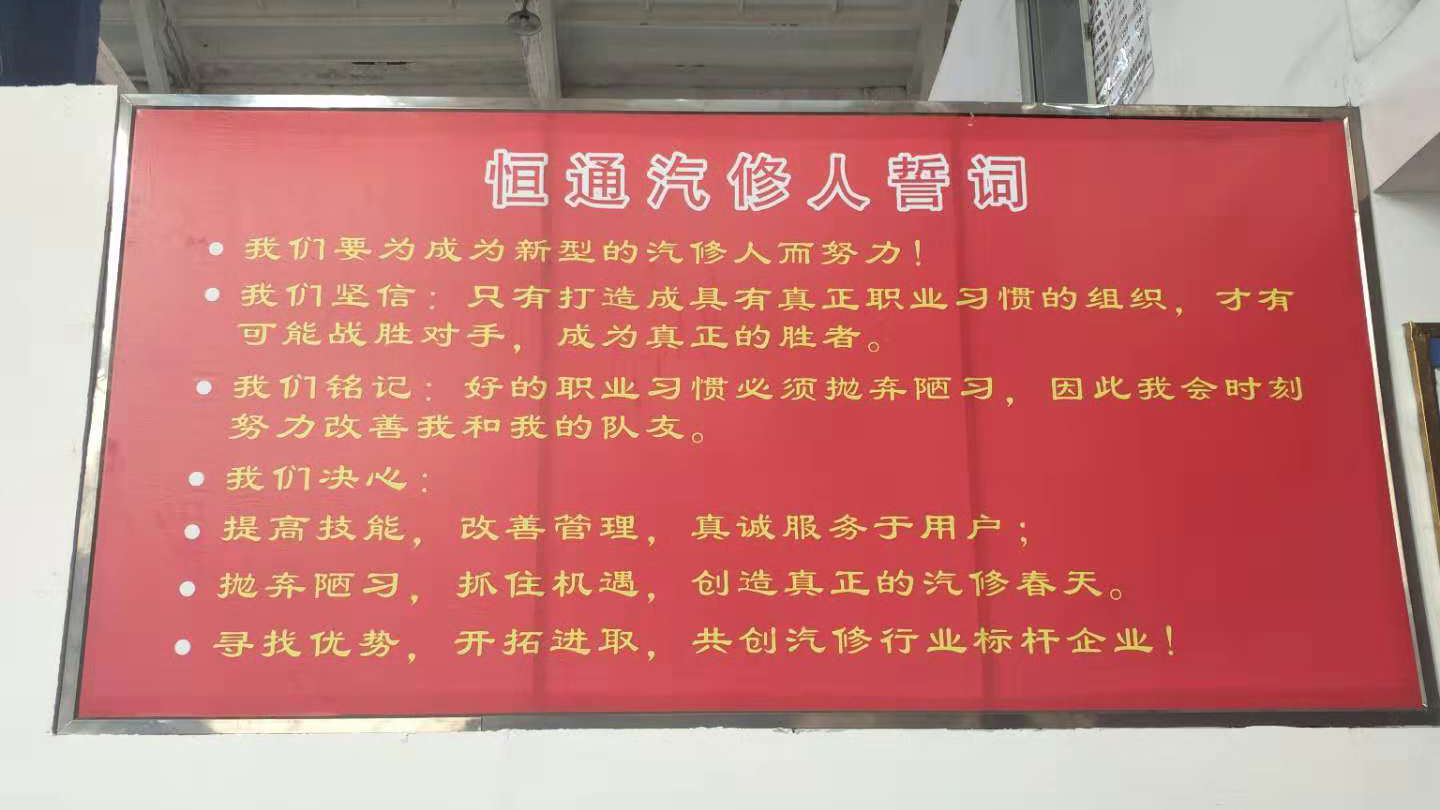 恒通汽修人誓词
●我们要为成为新型的汽修人而努力！
●我们坚信：只有打造成具有真正职业习惯的组织，才有
可能战胜对手，成为真正的胜者。
●我们铭记：好的职业习惯必须抛弃陋习，因此我会时刻
努力改善我和我的队友。
●我们决心：
●提高技能，改善管理，真诚服务于用户；
●抛弃陋习，抓住机遇，创造真正的汽修春天。
●寻找优势，开拓进取，共创汽修行业标杆企业！